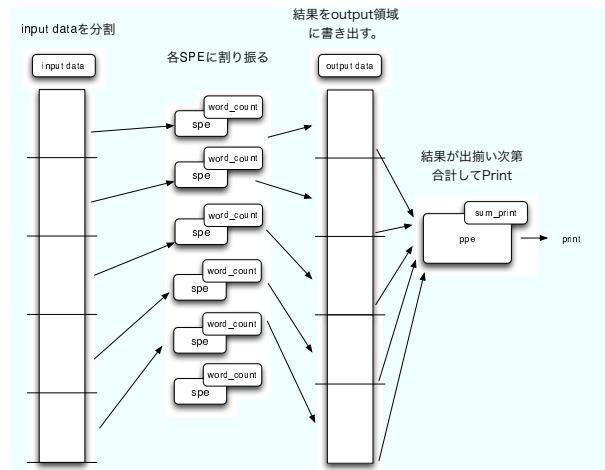 input dataを分割
input data
各SPEに割り振る
word_count
spe
word_count
spe
word_count
spe
word_count
spe
word_count
spe
word_count
spe
結果をoutput領域
に書き出す。
output data
結果が出揃い次第
合計してPrint
sum_print
ppe
print